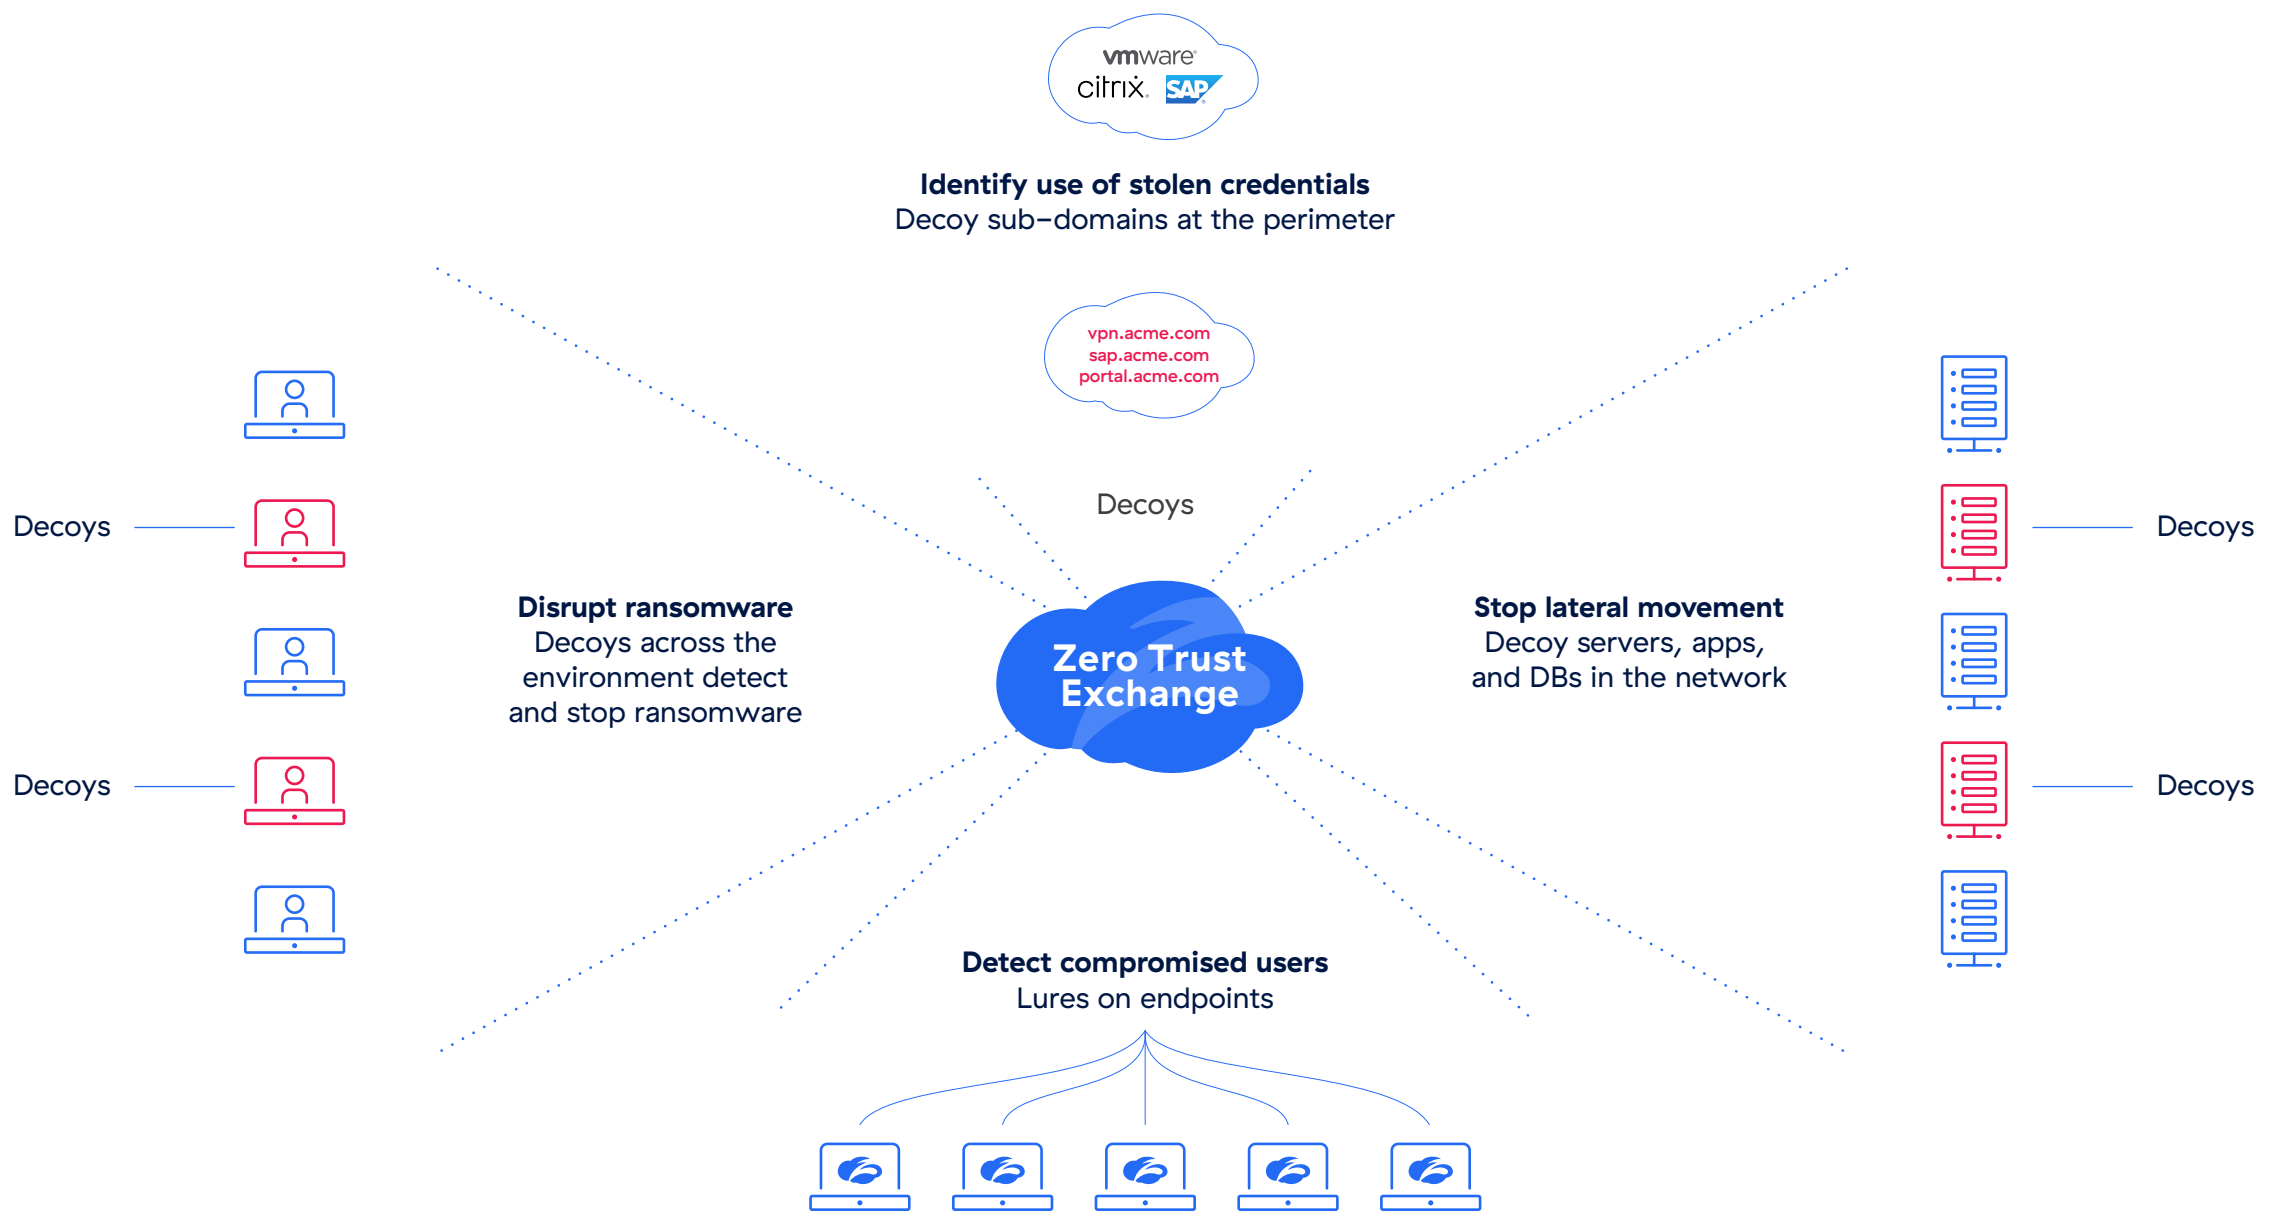 vmware
citrix
SAP
Identify use of stolen credentials
Decoy sub-domains at the perimeter
vpn.acme.com
sap.acme.com
portal.acme.com
Decoys
Decoys
Decoys
Disrupt ransomware
Decoys across the
environment detect
and stop ransomware
Zero Trust
Exchange
Stop lateral movement
Decoy servers, apps,
and DBs in the network
Decoys
Decoys
Detect compromised users
Lures on endpoints